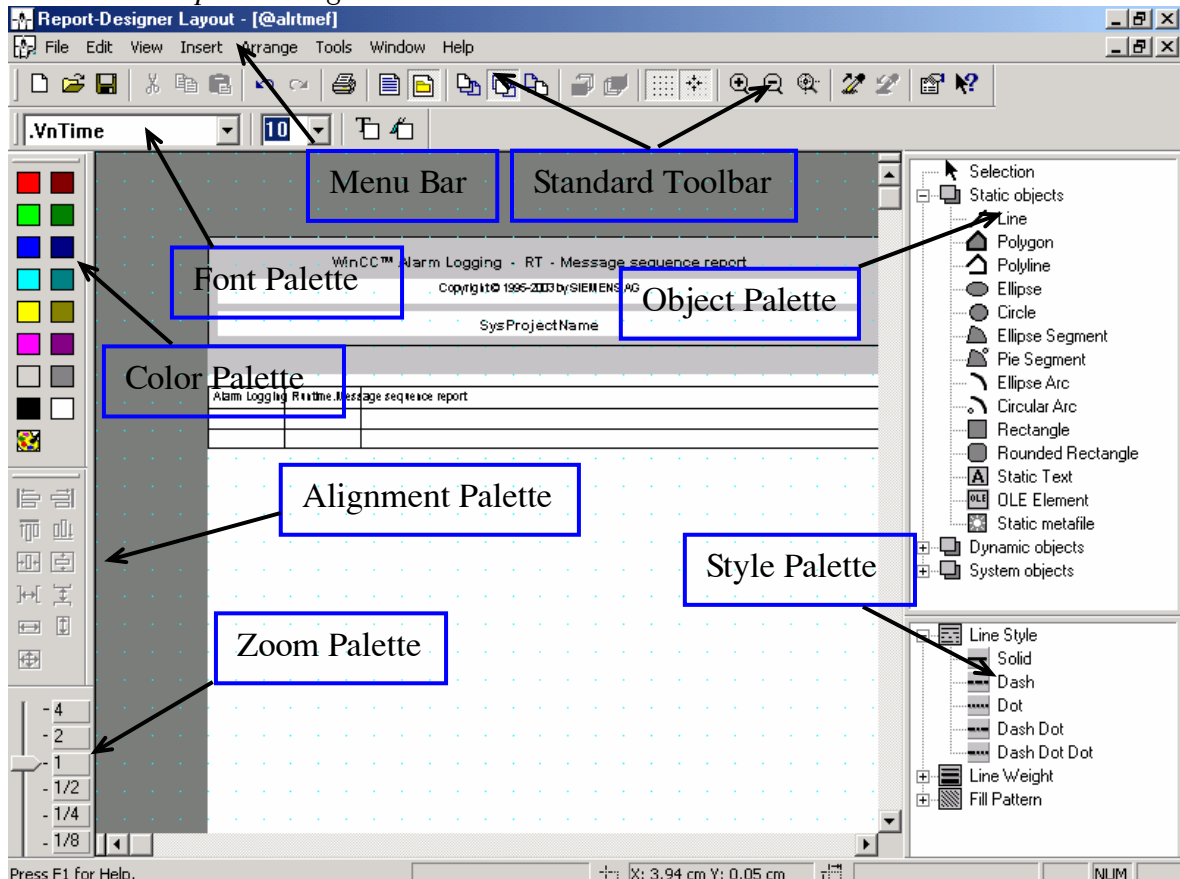 Report-Designer Layout - [@alrtmef]
File Edit View Insert Arrange Tools Window Help
.VnTime 10
Menu Bar
Standard Toolbar
Font Palette
Object Palette
Color Palette
Alignment Palette
Style Palette
Zoom Palette
WinCC™ Alarm Logging - RT - Message sequence report
Copyright© 1995-2003 by SIEMENS AG
SysProjectName
Alarm Logging Runtime.Message sequence report
Selection
Static objects
Line
Polygon
Polyline
Ellipse
Circle
Ellipse Segment
Pie Segment
Ellipse Arc
Circular Arc
Rectangle
Rounded Rectangle
A Static Text
OLE OLE Element
Static metafile
Dynamic objects
System objects
Line Style
Solid
Dash
Dot
Dash Dot
Dash Dot Dot
Line Weight
Fill Pattern
4
2
1
1/2
1/4
1/8
Press F1 for Help.
X: 3.94 cm Y: 0.05 cm
NUM